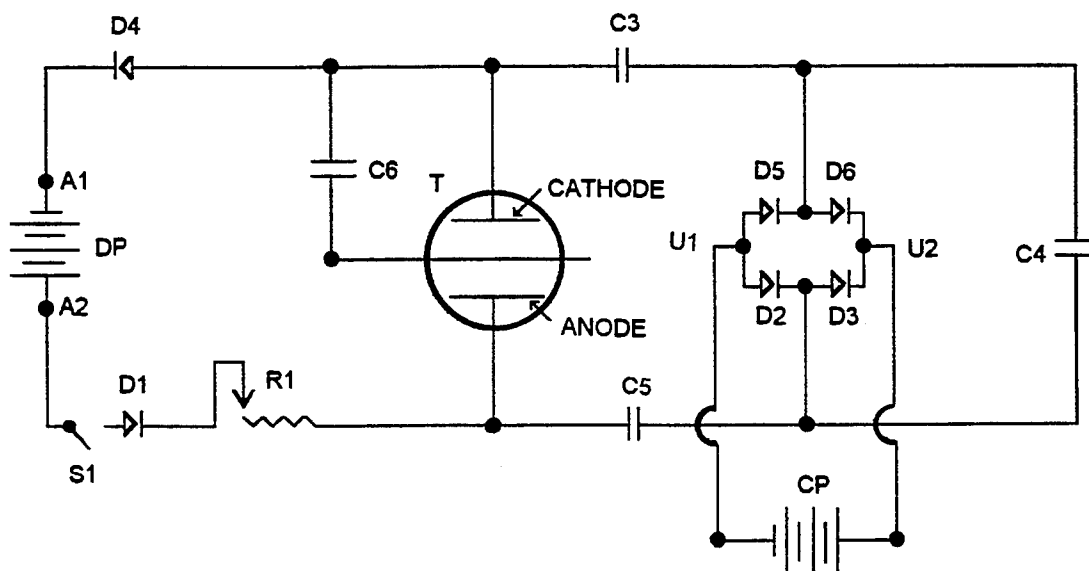 D4
C3
A1
C6
T
CATHODE
D5
D6
DP
U1
U2
C4
A2
ANODE
D2
D3
D1
R1
C5
S1
CP